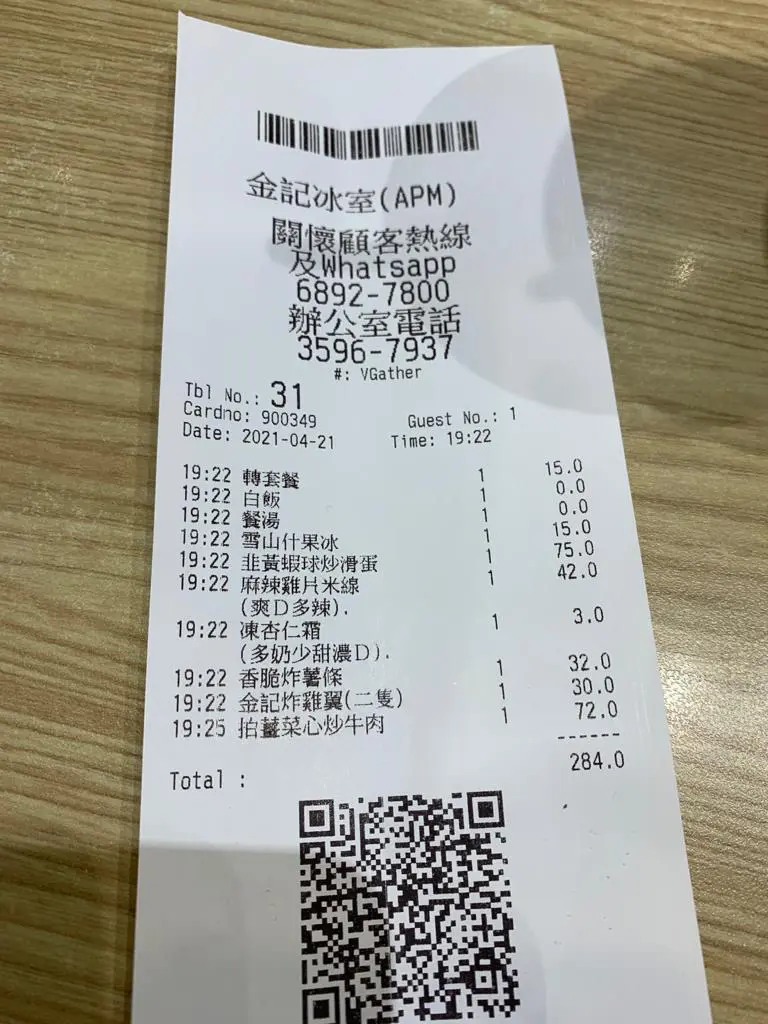 金記冰室(APM)
關懷顧客熱線
及Whatsapp
6892-7800
辦公室電話
3596-7937
#: VGather
Tbl No.: 31
Cardno: 900349 Guest No.: 1
Date: 2021-04-21 Time: 19:22
19:22 轉套餐 1 15.0
19:22 白飯 1 0.0
19:22 餐湯 1 0.0
19:22 雪山什果冰 1 15.0
19:22 韭黃蝦球炒滑蛋 1 75.0
19:22 麻辣雞片米線 1 42.0
(爽D多辣).
19:22 凍杏仁霜 1 3.0
(多奶少甜濃D).
19:22 香脆炸薯條 1 32.0
19:22 金記炸雞翼(二隻) 1 30.0
19:25 拍薑菜心炒牛肉 1 72.0
------
Total : 284.0